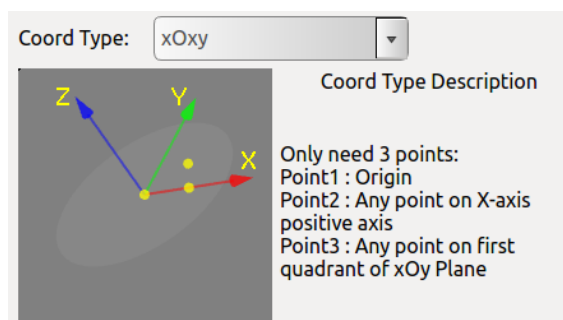 Coord Type: xOxy
Coord Type Description
Z
Y
X
Only need 3 points:
Point1 : Origin
Point2 : Any point on X-axis
positive axis
Point3 : Any point on first
quadrant of xOy Plane